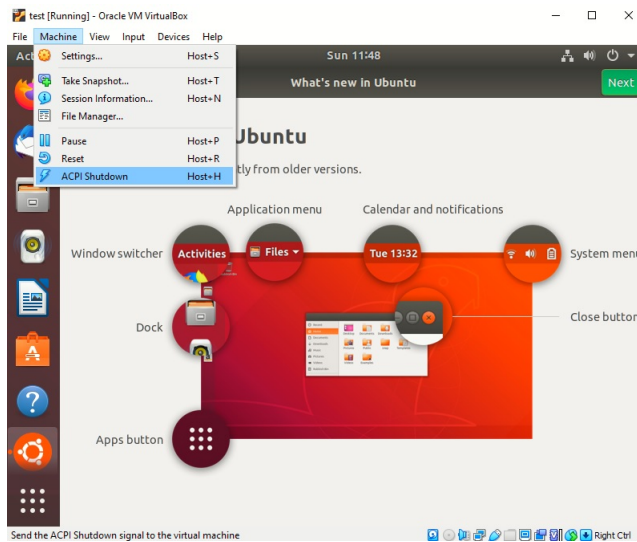 test [Running] - Oracle VM VirtualBox
File Machine View Input Devices Help
Act
Sun 11:48
Settings... Host+S
Take Snapshot... Host+T
Session Information... Host+N
File Manager...
Pause Host+P
Reset Host+R
ACPI Shutdown Host+H
What's new in Ubuntu
Next
Ubuntu
tly from older versions.
Application menu Calendar and notifications
Window switcher Activities Files Tue 13:32 System menu
Dock Close button
Apps button
Send the ACPI Shutdown signal to the virtual machine Right Ctrl